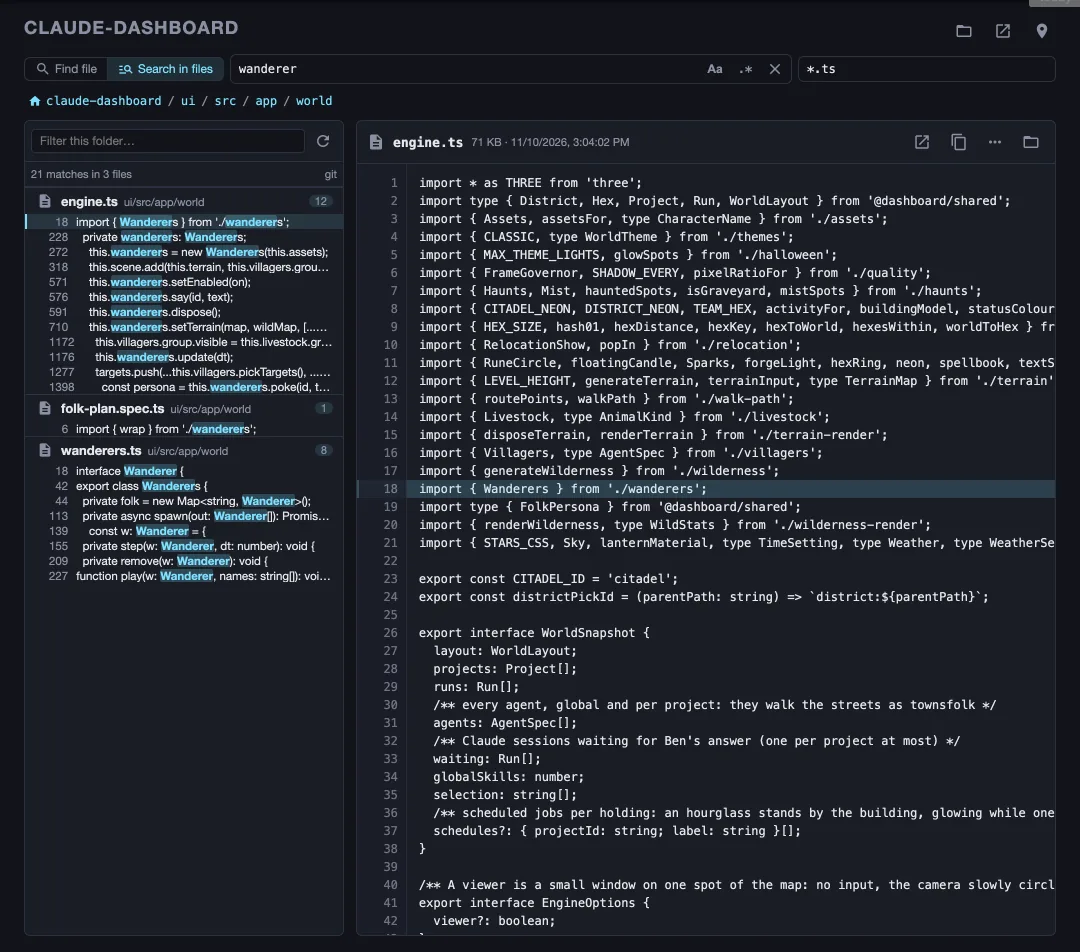 CLAUDE-DASHBOARD
Find file
Search in files
wanderer
Aa
.*
*.ts
claude-dashboard / ui / src / app / world
Filter this folder…
21 matches in 3 files
git
engine.ts ui/src/app/world 12
18 import { Wanderers } from './wanderers';
228 private wanderers: Wanderers;
272 this.wanderers = new Wanderers(this.assets);
318 this.scene.add(this.terrain, this.villagers.grou…
571 this.wanderers.setEnabled(on);
576 this.wanderers.say(id, text);
591 this.wanderers.dispose();
710 this.wanderers.setTerrain(map, wildMap, [...…
1172 this.villagers.group.visible = this.livestock.gr…
1176 this.wanderers.update(dt);
1277 targets.push(...this.villagers.pickTargets(), ...…
1398 const persona = this.wanderers.poke(id, t…
folk-plan.spec.ts ui/src/app/world 1
6 import { wrap } from './wanderers';
wanderers.ts ui/src/app/world 8
18 interface Wanderer {
42 export class Wanderers {
44 private folk = new Map<string, Wanderer>();
113 private async spawn(out: Wanderer[]): Promis…
139 const w: Wanderer = {
155 private step(w: Wanderer, dt: number): void {
209 private remove(w: Wanderer): void {
227 function play(w: Wanderer, names: string[]): voi…
engine.ts 71 KB · 11/10/2026, 3:04:02 PM
1 import * as THREE from 'three';
2 import type { District, Hex, Project, Run, WorldLayout } from '@dashboard/shared';
3 import { Assets, assetsFor, type CharacterName } from './assets';
4 import { CLASSIC, type WorldTheme } from './themes';
5 import { MAX_THEME_LIGHTS, glowSpots } from './halloween';
6 import { FrameGovernor, SHADOW_EVERY, pixelRatioFor } from './quality';
7 import { Haunts, Mist, hauntedSpots, isGraveyard, mistSpots } from './haunts';
8 import { CITADEL_NEON, DISTRICT_NEON, TEAM_HEX, activityFor, buildingModel, statusColour
9 import { HEX_SIZE, hash01, hexDistance, hexKey, hexToWorld, hexesWithin, worldToHex } fr
10 import { RelocationShow, popIn } from './relocation';
11 import { RuneCircle, floatingCandle, Sparks, forgeLight, hexRing, neon, spellbook, textS
12 import { LEVEL_HEIGHT, generateTerrain, terrainInput, type TerrainMap } from './terrain'
13 import { routePoints, walkPath } from './walk-path';
14 import { Livestock, type AnimalKind } from './livestock';
15 import { disposeTerrain, renderTerrain } from './terrain-render';
16 import { Villagers, type AgentSpec } from './villagers';
17 import { generateWilderness } from './wilderness';
18 import { Wanderers } from './wanderers';
19 import type { FolkPersona } from '@dashboard/shared';
20 import { renderWilderness, type WildStats } from './wilderness-render';
21 import { STARS_CSS, Sky, lanternMaterial, type TimeSetting, type Weather, type WeatherSe
22
23 export const CITADEL_ID = 'citadel';
24 export const districtPickId = (parentPath: string) => `district:${parentPath}`;
25
26 export interface WorldSnapshot {
27 layout: WorldLayout;
28 projects: Project[];
29 runs: Run[];
30 /** every agent, global and per project: they walk the streets as townsfolk */
31 agents: AgentSpec[];
32 /** Claude sessions waiting for Ben's answer (one per project at most) */
33 waiting: Run[];
34 globalSkills: number;
35 selection: string[];
36 /** scheduled jobs per holding: an hourglass stands by the building, glowing while one
37 schedules?: { projectId: string; label: string }[];
38 }
39
40 /** A viewer is a small window on one spot of the map: no input, the camera slowly circl
41 export interface EngineOptions {
42 viewer?: boolean;